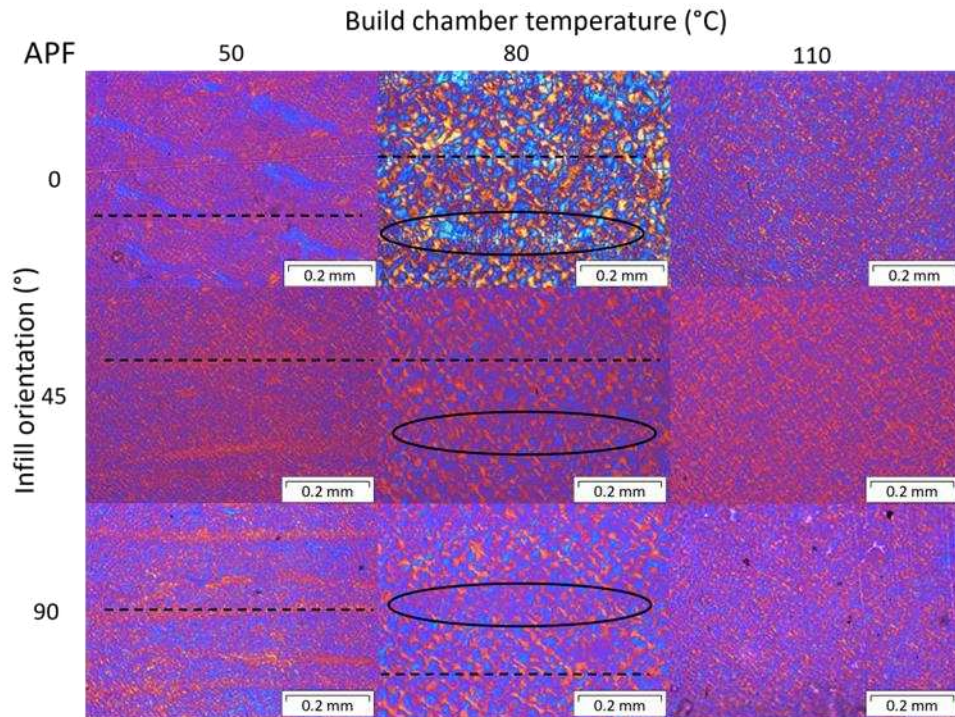 Build chamber temperature (°C)
APF 50 80 110
Infill orientation (°)
0
0.2 mm 0.2 mm 0.2 mm
45
0.2 mm 0.2 mm 0.2 mm
90
0.2 mm 0.2 mm 0.2 mm